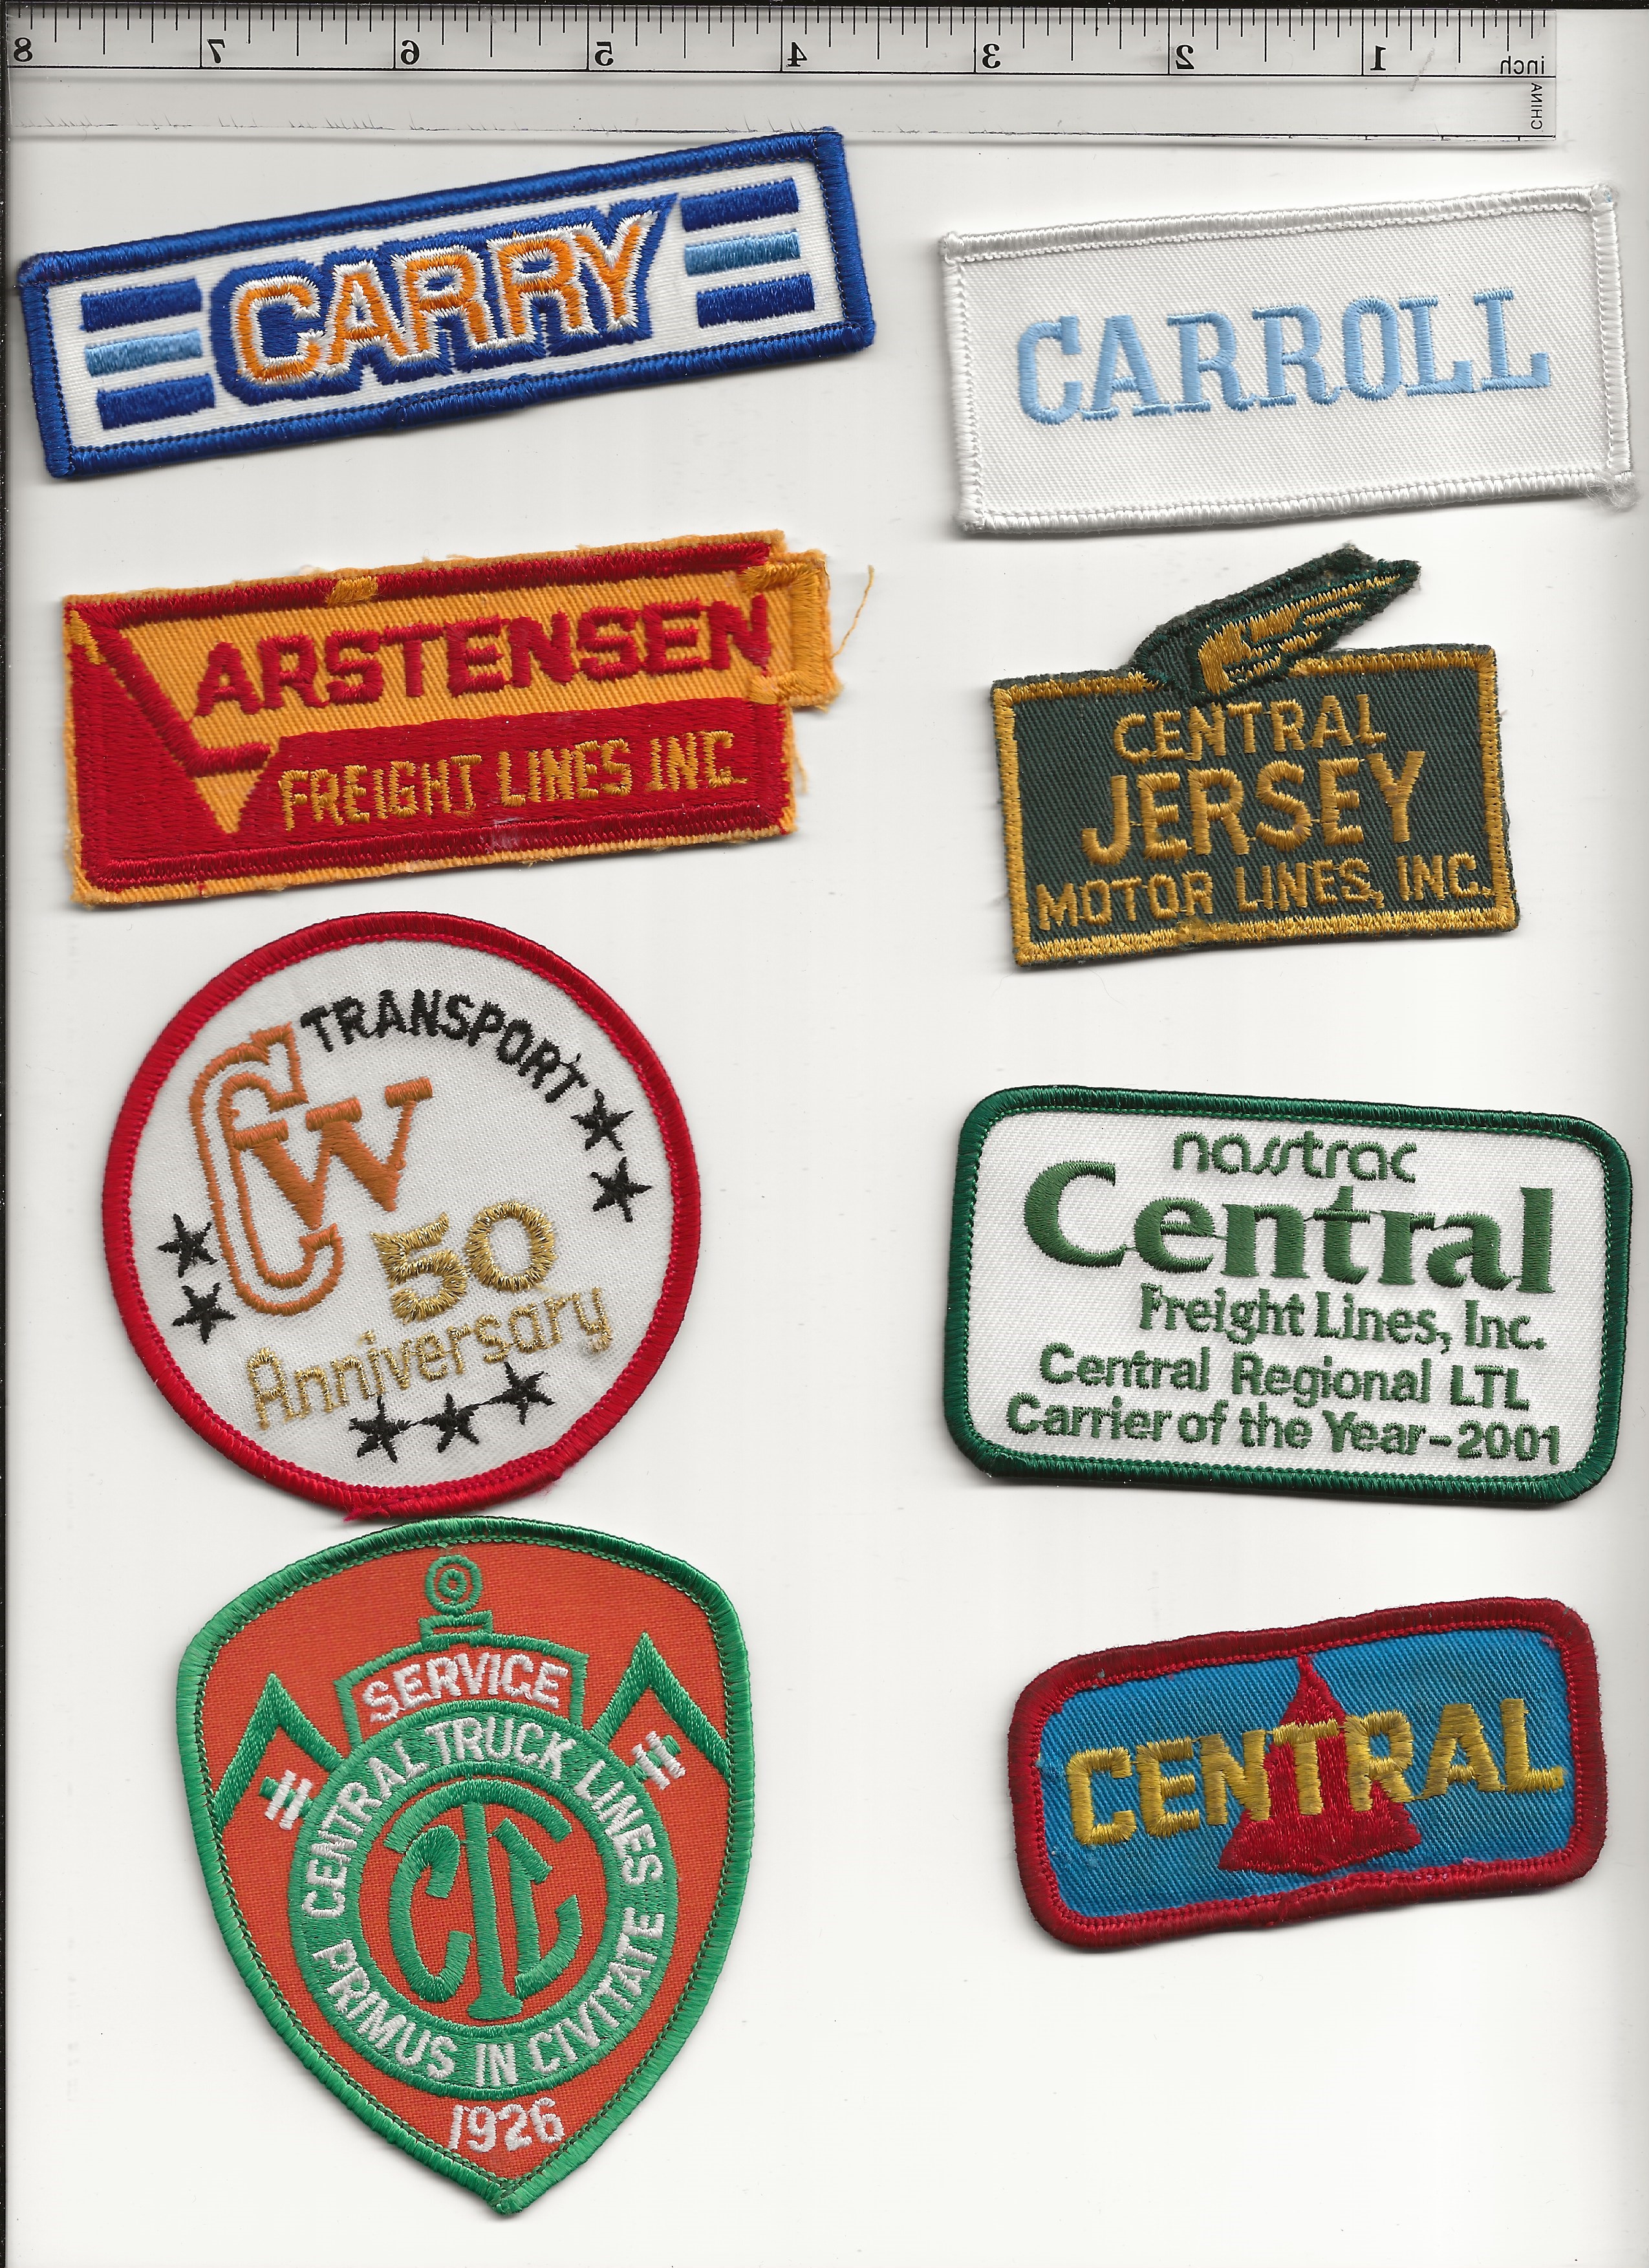 8 7 6 5 4 3 2 1 inch
CHINA
CARRY
CARROLL
ARSTENSEN
FREIGHT LINES INC.
CENTRAL
JERSEY
MOTOR LINES, INC.
CW TRANSPORT
50
Anniversary
nasstrac
Central
Freight Lines, Inc.
Central Regional LTL
Carrier of the Year-2001
SERVICE
CENTRAL TRUCK LINES
CTL
PRIMUS IN CIVITATE
1926
CENTRAL